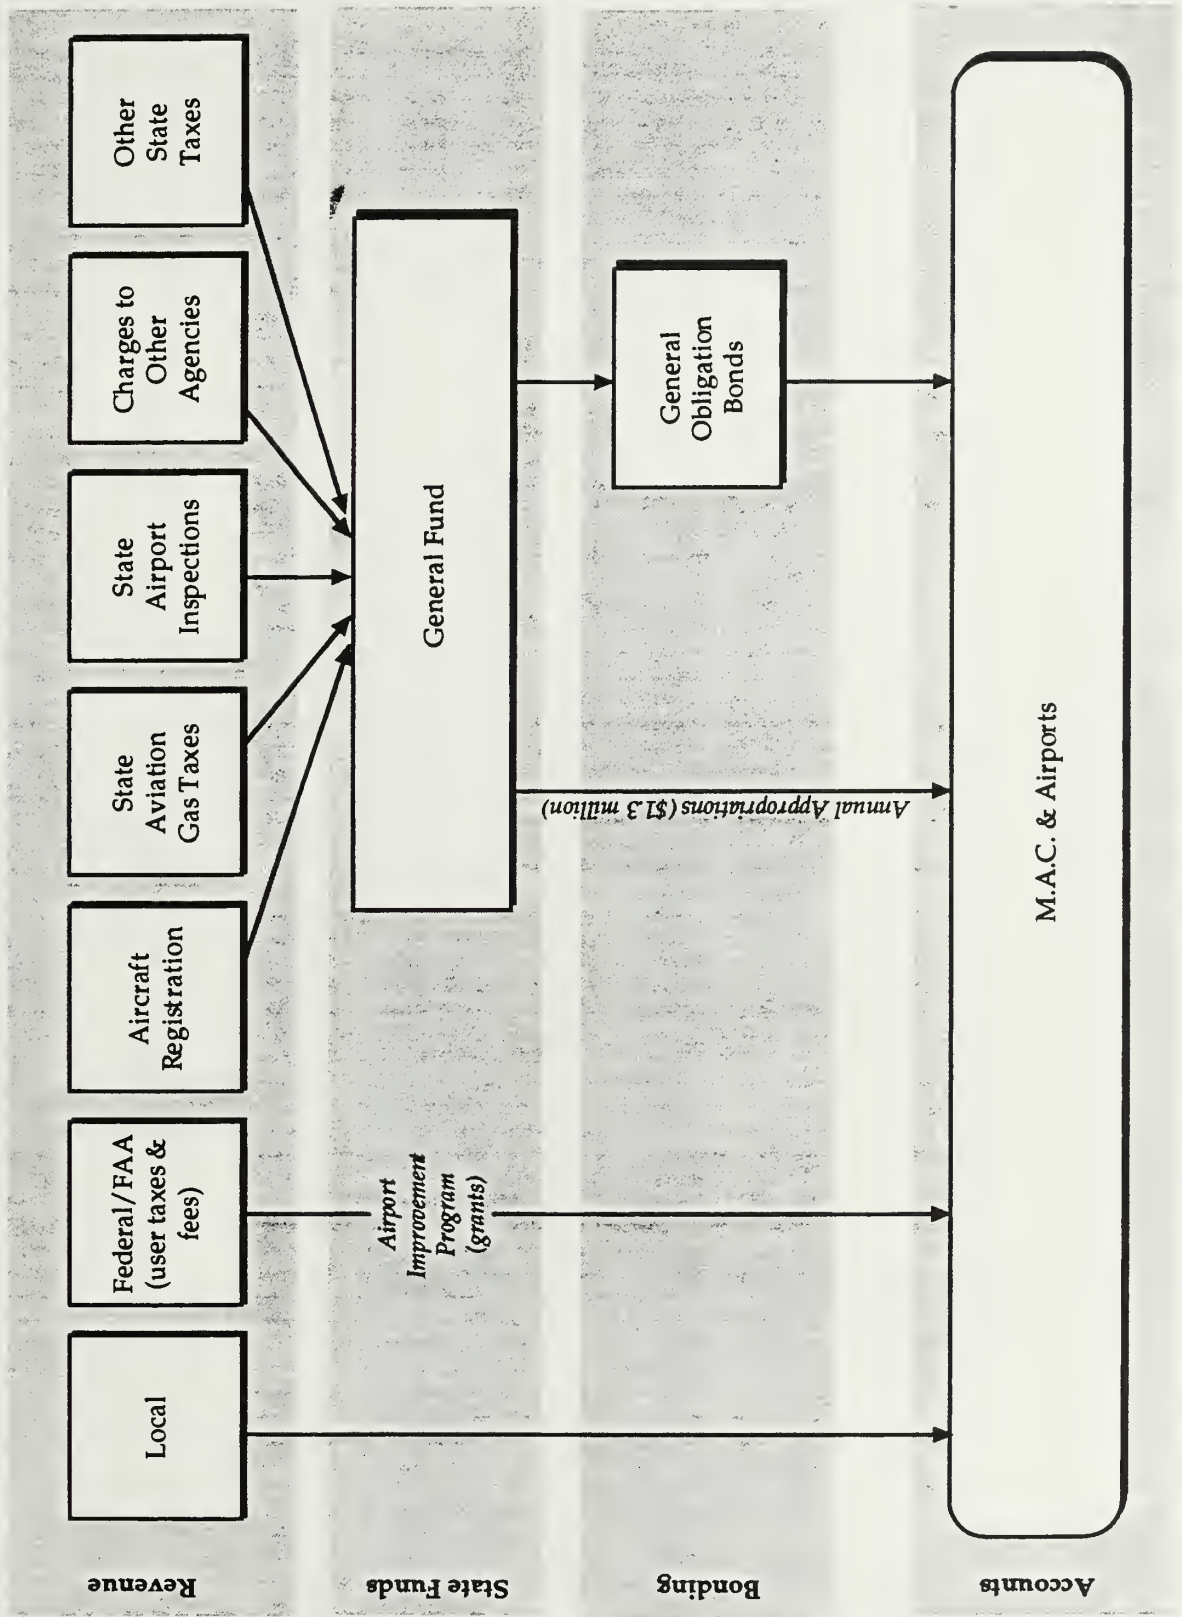 Revenue
Local
Federal/FAA
(user taxes &
fees)
Aircraft
Registration
State
Aviation
Gas Taxes
State
Airport
Inspections
Charges to
Other
Agencies
Other
State
Taxes
State Funds
Airport
Improvement
Program
(grants)
General Fund
Bonding
Annual Appropriations ($1.3 million)
General
Obligation
Bonds
Accounts
M.A.C. & Airports